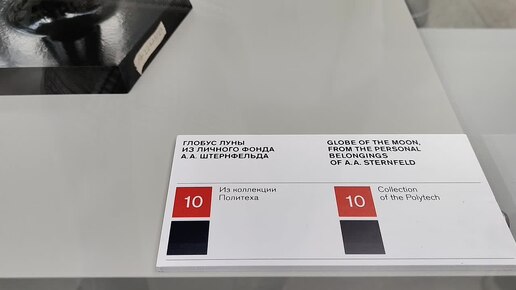 ГЛОБУС ЛУНЫ
ИЗ ЛИЧНОГО ФОНДА
А.А. ШТЕРНФЕЛЬДА
10
Из коллекции
Политеха
GLOBE OF THE MOON,
FROM THE PERSONAL
BELONGINGS
OF A.A. STERNFELD
10
Collection
of the Polytech